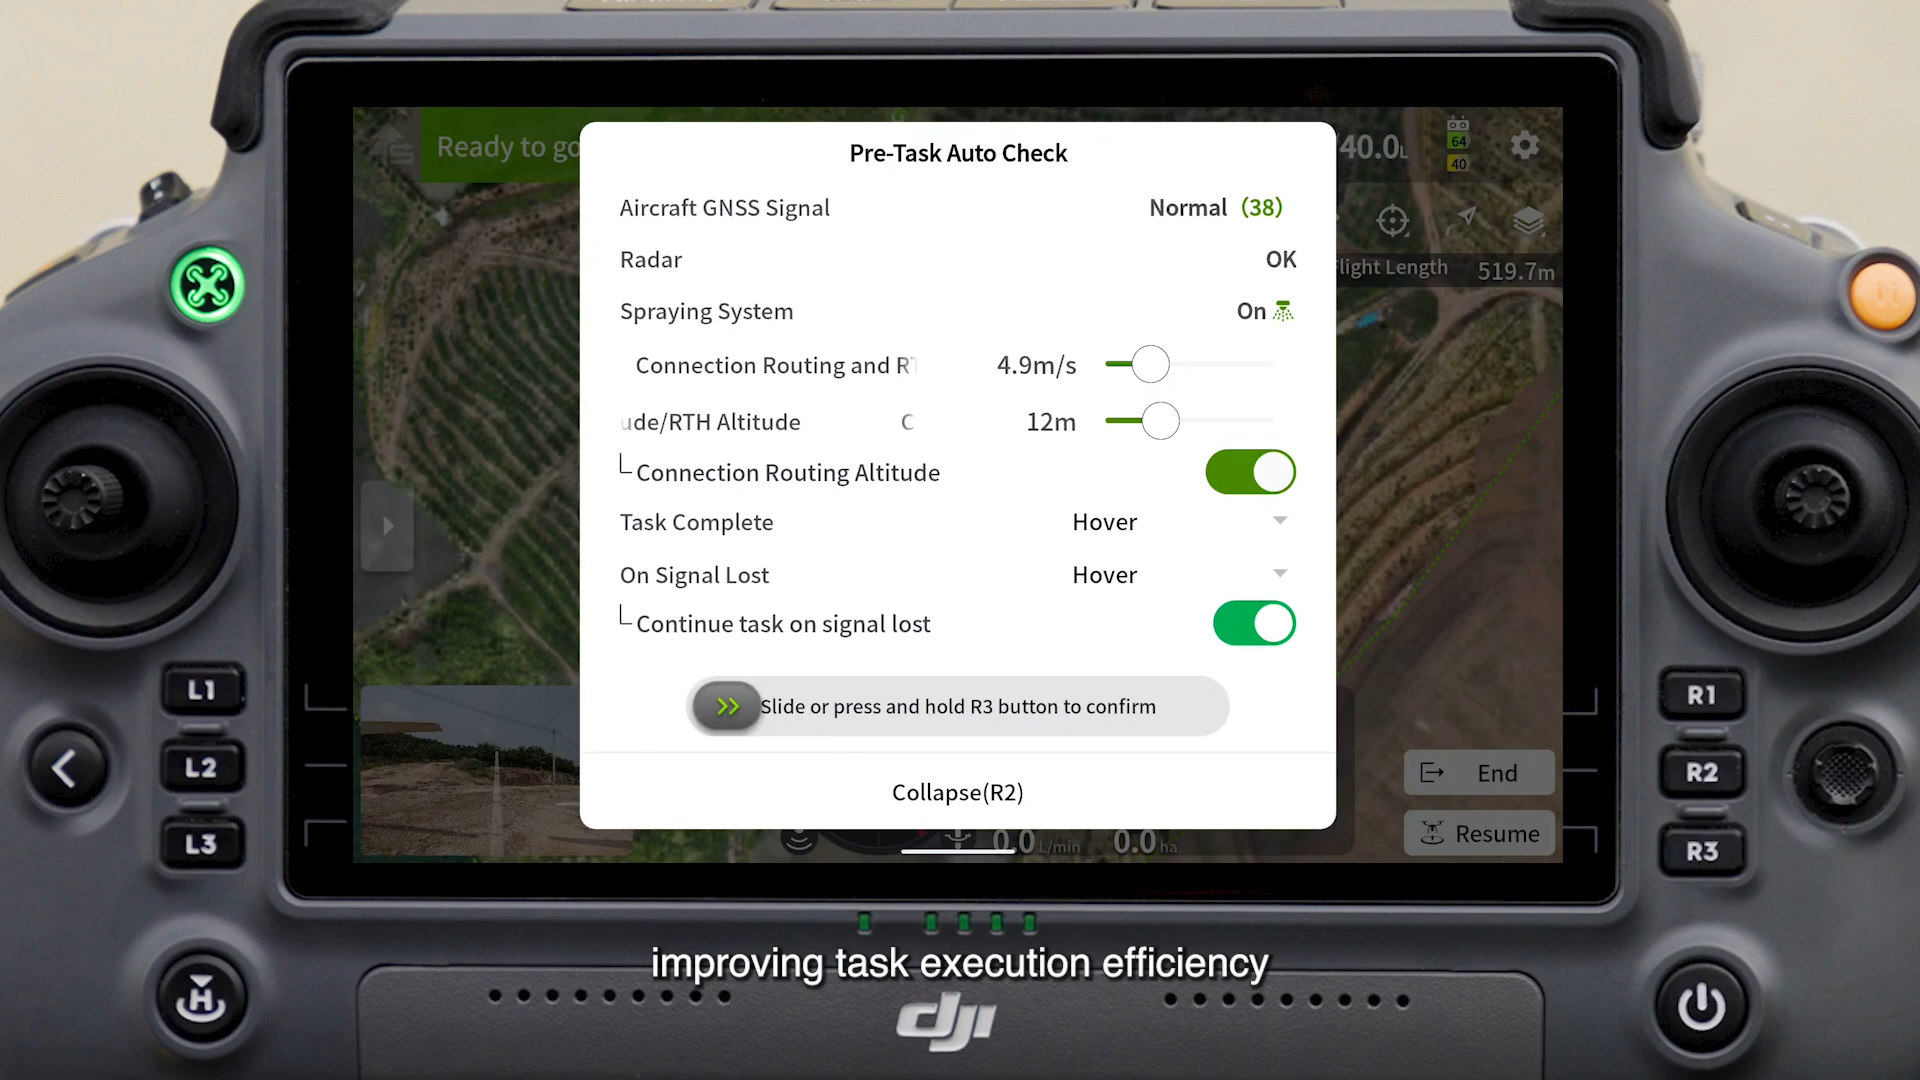 Ready to go
40.0L
64
40
Flight Length 519.7m
Pre-Task Auto Check
Aircraft GNSS Signal Normal (38)
Radar OK
Spraying System On
Connection Routing and RT 4.9m/s
ude/RTH Altitude C 12m
Connection Routing Altitude
Task Complete Hover
On Signal Lost Hover
Continue task on signal lost
Slide or press and hold R3 button to confirm
Collapse(R2)
End
Resume
0.0 L/min 0.0 ha
L1
L2
L3
R1
R2
R3
H
improving task execution efficiency
dji